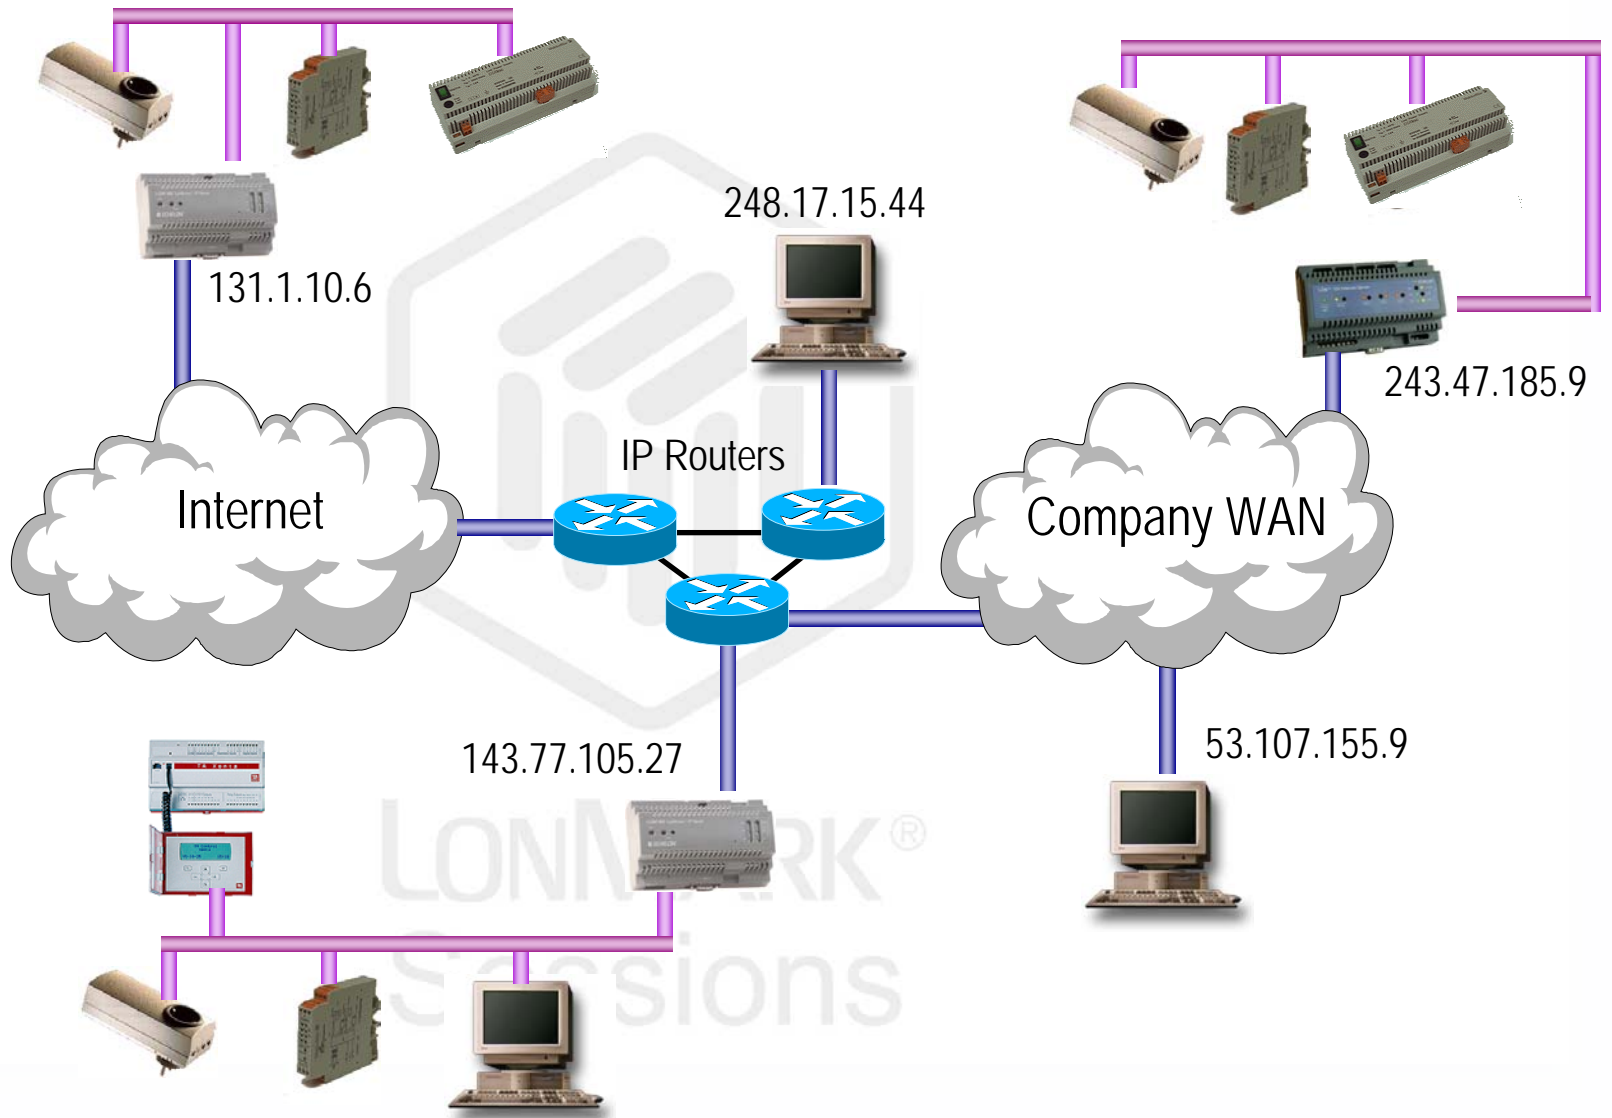 248.17.15.44
131.1.10.6
243.47.185.9
IP Routers
Internet
Company WAN
143.77.105.27
53.107.155.9
LONMARK®
Sessions